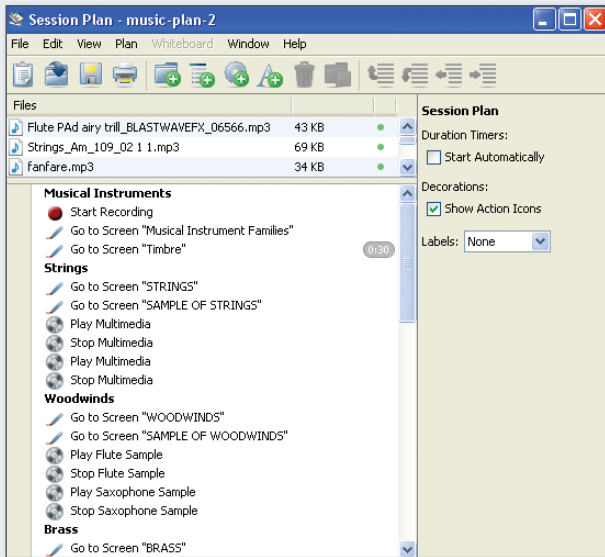 Session Plan - music-plan-2
File Edit View Plan Whiteboard Window Help
Files
Flute PAd airy trill_BLASTWAVEFX_06566.mp3 43 KB
Strings_Am_109_02 1 1.mp3 69 KB
fanfare.mp3 34 KB
Musical Instruments
Start Recording
Go to Screen "Musical Instrument Families"
Go to Screen "Timbre" 0:30
Strings
Go to Screen "STRINGS"
Go to Screen "SAMPLE OF STRINGS"
Play Multimedia
Stop Multimedia
Play Multimedia
Stop Multimedia
Woodwinds
Go to Screen "WOODWINDS"
Go to Screen "SAMPLE OF WOODWINDS"
Play Flute Sample
Stop Flute Sample
Play Saxophone Sample
Stop Saxophone Sample
Brass
Go to Screen "BRASS"
Session Plan
Duration Timers:
Start Automatically
Decorations:
Show Action Icons
Labels: None